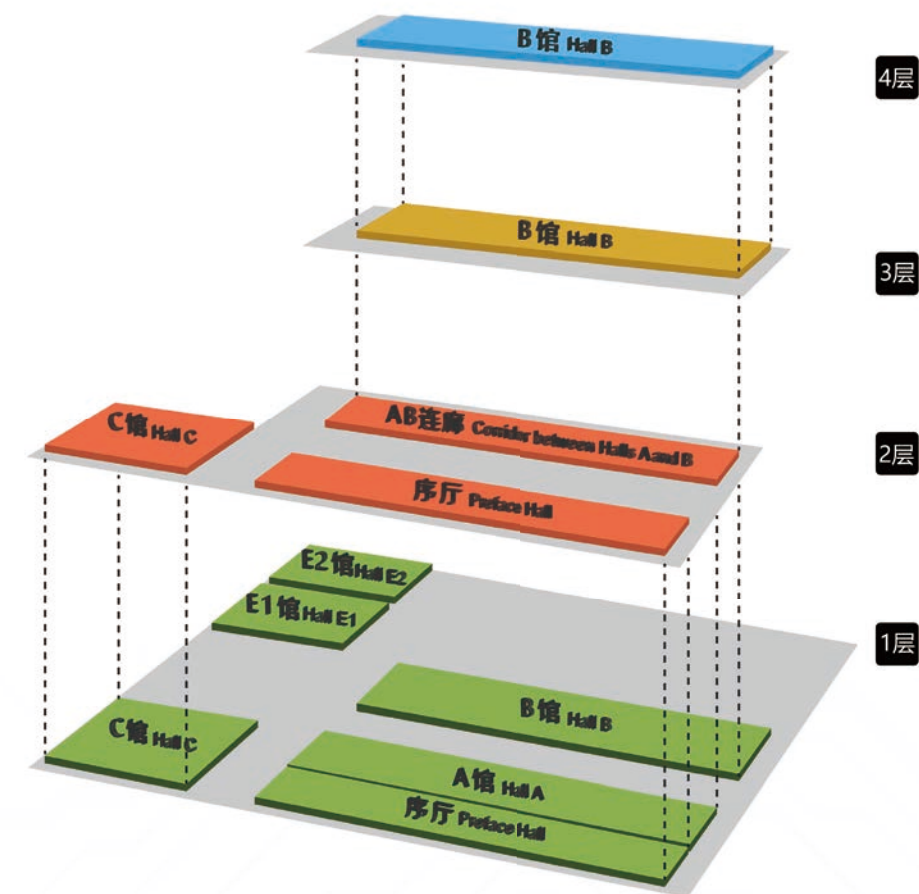 B馆 Hall B
4层
B馆 Hall B
3层
C馆 Hall C
AB连廊 Corridor between Halls A and B
2层
序厅 Preface Hall
E2馆 Hall E2
E1馆 Hall E1
1层
B馆 Hall B
C馆 Hall C
A馆 Hall A
序厅 Preface Hall